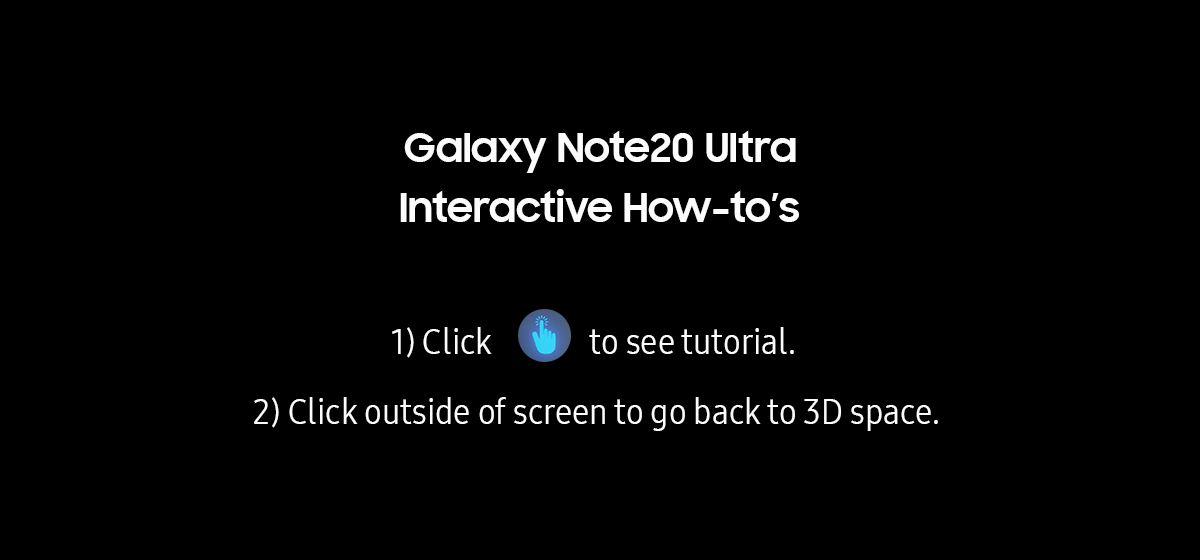 Galaxy Note20 Ultra
Interactive How-to's
1) Click to see tutorial.
2) Click outside of screen to go back to 3D space.